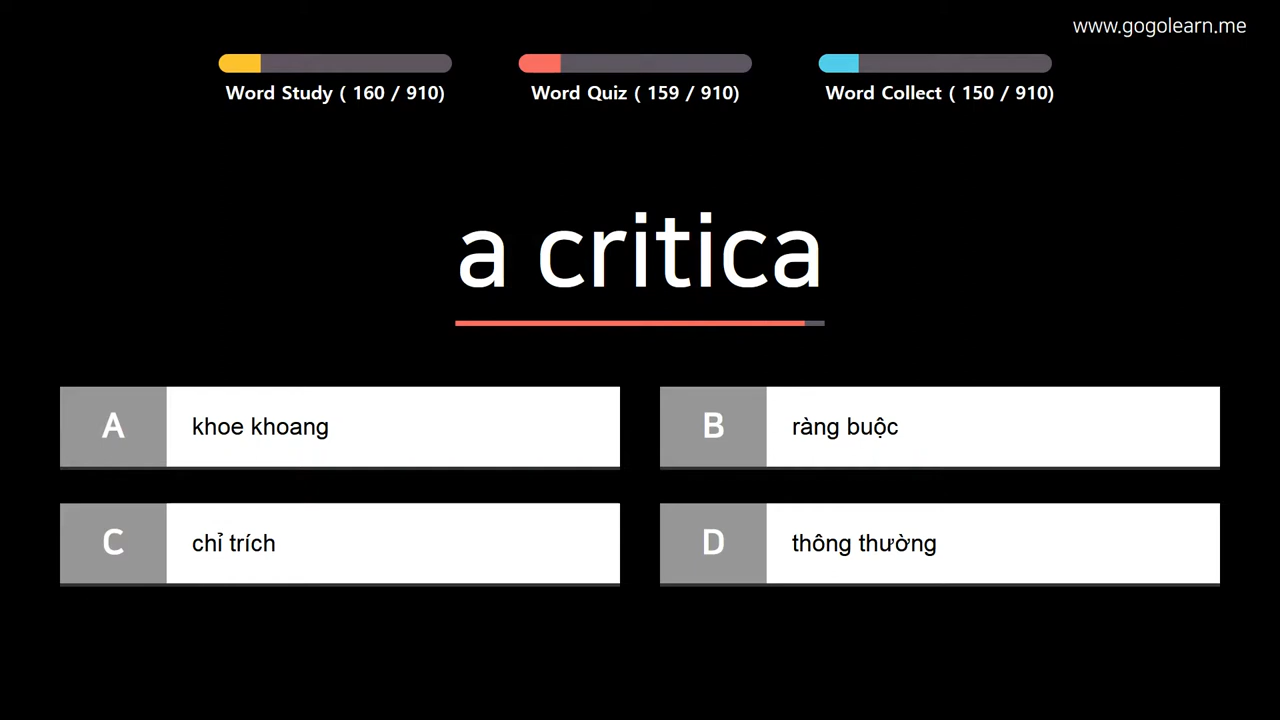 www.gogolearn.me
Word Study ( 160 / 910)
Word Quiz ( 159 / 910)
Word Collect ( 150 / 910)
a critica
A khoe khoang
B ràng buộc
C chỉ trích
D thông thường